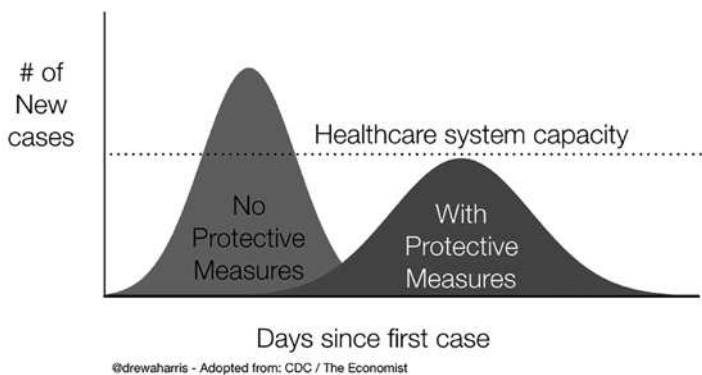 # of
New
cases
Healthcare system capacity
No
Protective
Measures
With
Protective
Measures
Days since first case
@drewaharris - Adopted from: CDC / The Economist